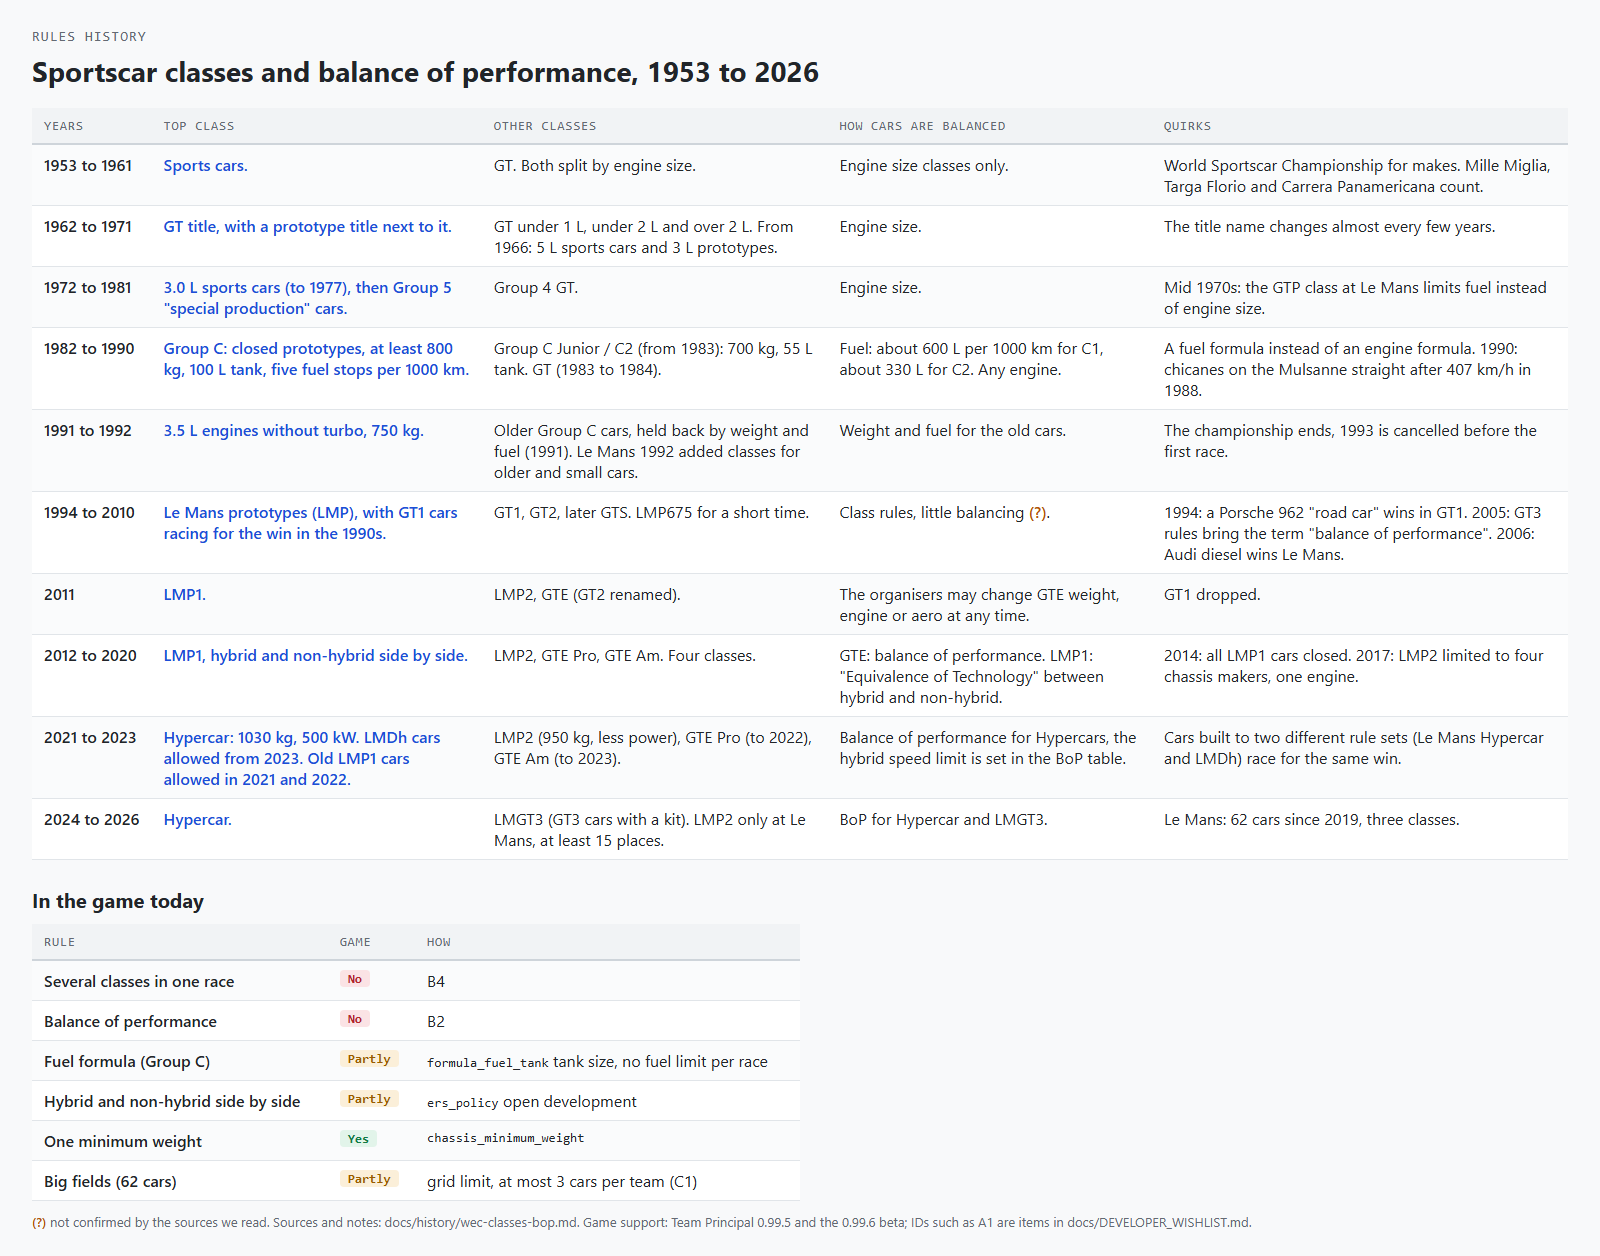 RULES HISTORY
Sportscar classes and balance of performance, 1953 to 2026
YEARS TOP CLASS OTHER CLASSES HOW CARS ARE BALANCED QUIRKS
1953 to 1961 Sports cars. GT. Both split by engine size. Engine size classes only. World Sportscar Championship for makes. Mille Miglia,
Targa Florio and Carrera Panamericana count.
1962 to 1971 GT title, with a prototype title next to it. GT under 1 L, under 2 L and over 2 L. From Engine size. The title name changes almost every few years.
1966: 5 L sports cars and 3 L prototypes.
1972 to 1981 3.0 L sports cars (to 1977), then Group 5 Group 4 GT. Engine size. Mid 1970s: the GTP class at Le Mans limits fuel instead
"special production" cars. of engine size.
1982 to 1990 Group C: closed prototypes, at least 800 Group C Junior / C2 (from 1983): 700 kg, 55 L Fuel: about 600 L per 1000 km for C1, A fuel formula instead of an engine formula. 1990:
kg, 100 L tank, five fuel stops per 1000 km. tank. GT (1983 to 1984). about 330 L for C2. Any engine. chicanes on the Mulsanne straight after 407 km/h in
1988.
1991 to 1992 3.5 L engines without turbo, 750 kg. Older Group C cars, held back by weight and Weight and fuel for the old cars. The championship ends, 1993 is cancelled before the
fuel (1991). Le Mans 1992 added classes for first race.
older and small cars.
1994 to 2010 Le Mans prototypes (LMP), with GT1 cars GT1, GT2, later GTS. LMP675 for a short time. Class rules, little balancing (?). 1994: a Porsche 962 "road car" wins in GT1. 2005: GT3
racing for the win in the 1990s. rules bring the term "balance of performance". 2006:
Audi diesel wins Le Mans.
2011 LMP1. LMP2, GTE (GT2 renamed). The organisers may change GTE weight, GT1 dropped.
engine or aero at any time.
2012 to 2020 LMP1, hybrid and non-hybrid side by side. LMP2, GTE Pro, GTE Am. Four classes. GTE: balance of performance. LMP1: 2014: all LMP1 cars closed. 2017: LMP2 limited to four
"Equivalence of Technology" between chassis makers, one engine.
hybrid and non-hybrid.
2021 to 2023 Hypercar: 1030 kg, 500 kW. LMDh cars LMP2 (950 kg, less power), GTE Pro (to 2022), Balance of performance for Hypercars, the Cars built to two different rule sets (Le Mans Hypercar
allowed from 2023. Old LMP1 cars GTE Am (to 2023). hybrid speed limit is set in the BoP table. and LMDh) race for the same win.
allowed in 2021 and 2022.
2024 to 2026 Hypercar. LMGT3 (GT3 cars with a kit). LMP2 only at Le BoP for Hypercar and LMGT3. Le Mans: 62 cars since 2019, three classes.
Mans, at least 15 places.
In the game today
RULE GAME HOW
Several classes in one race No B4
Balance of performance No B2
Fuel formula (Group C) Partly formula_fuel_tank tank size, no fuel limit per race
Hybrid and non-hybrid side by side Partly ers_policy open development
One minimum weight Yes chassis_minimum_weight
Big fields (62 cars) Partly grid limit, at most 3 cars per team (C1)
(?) not confirmed by the sources we read. Sources and notes: docs/history/wec-classes-bop.md. Game support: Team Principal 0.99.5 and the 0.99.6 beta; IDs such as A1 are items in docs/DEVELOPER_WISHLIST.md.